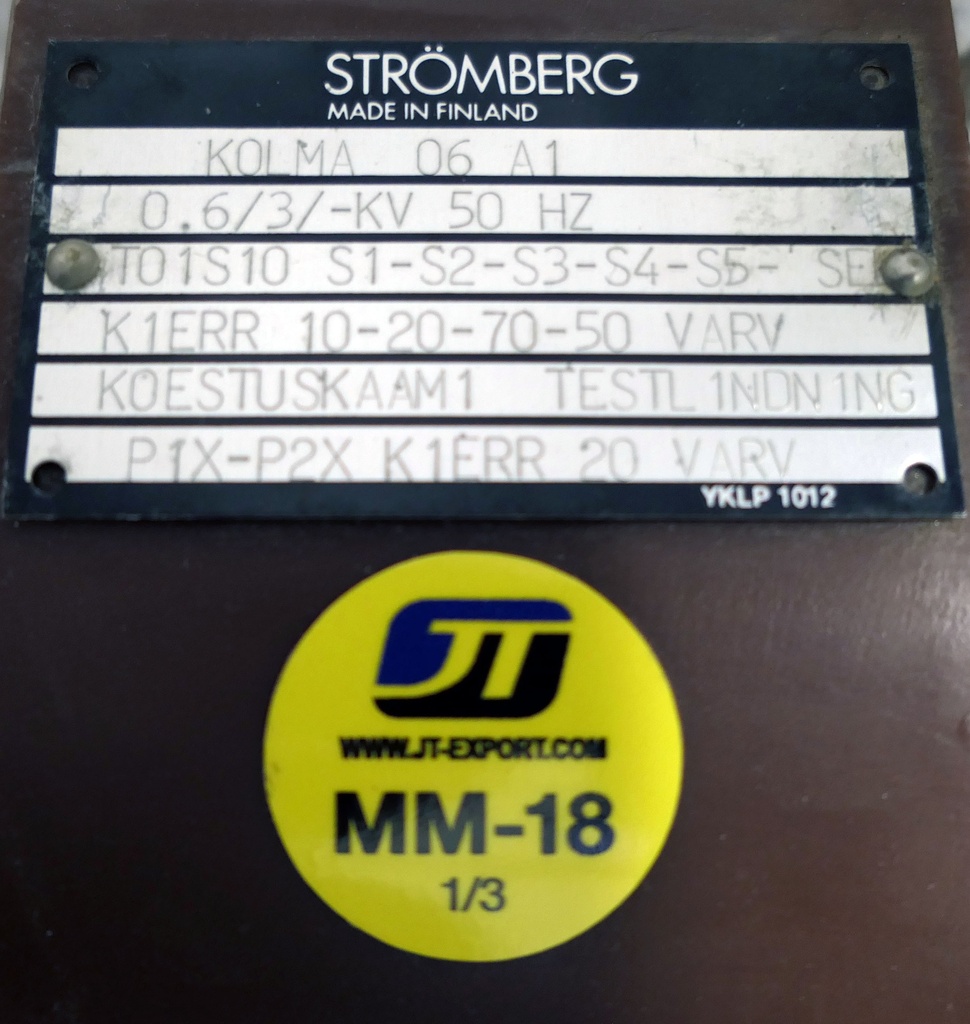 STRÖMBERG
MADE IN FINLAND
KOLMA 06 A1
0.6/3/-KV 50 HZ
T01S10 S1-S2-S3-S4-S5- SE
K1ERR 10-20-70-50 VARV
KOESTUSKAAM1 TESTL1NDN1NG
P1X-P2X K1ERR 20 VARV
YKLP 1012
JT
WWW.JT-EXPORT.COM
MM-18
1/3